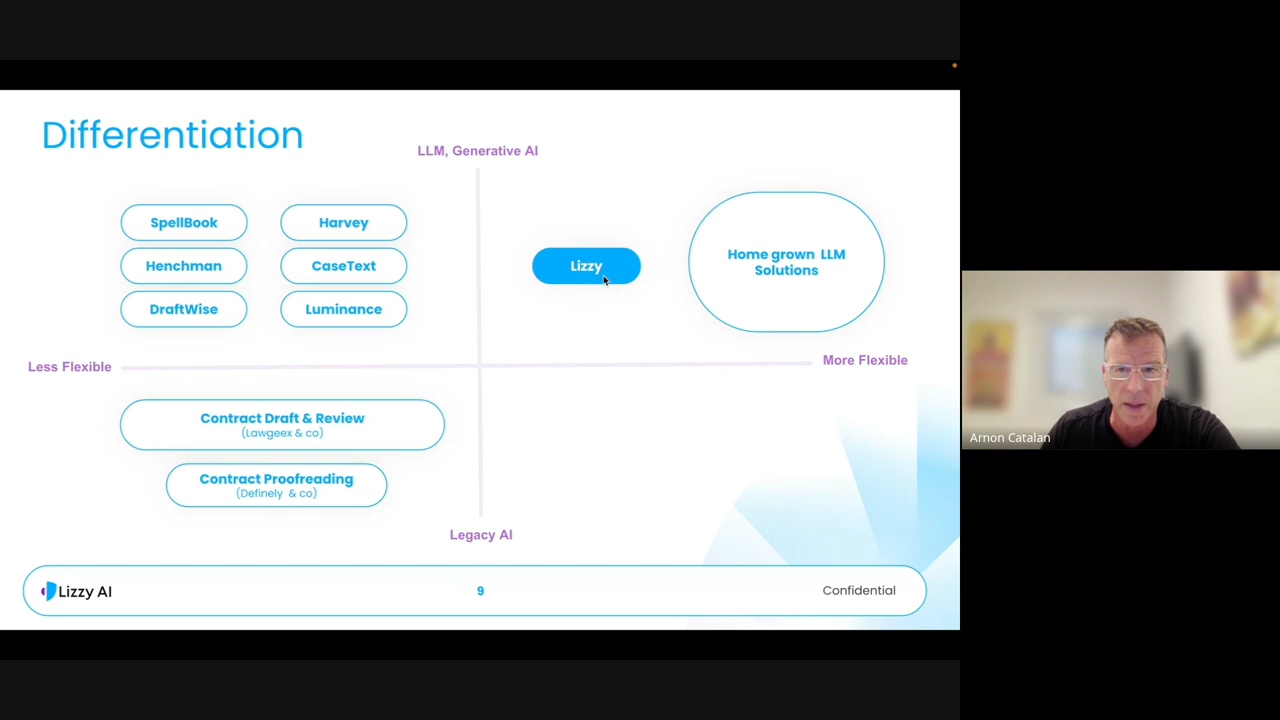 Differentiation
LLM, Generative AI
SpellBook
Harvey
Henchman
CaseText
DraftWise
Luminance
Lizzy
Home grown LLM
Solutions
Less Flexible
More Flexible
Contract Draft & Review
(Lawgeex & co)
Contract Proofreading
(Definely & co)
Legacy AI
Lizzy AI
9
Confidential
Arnon Catalan